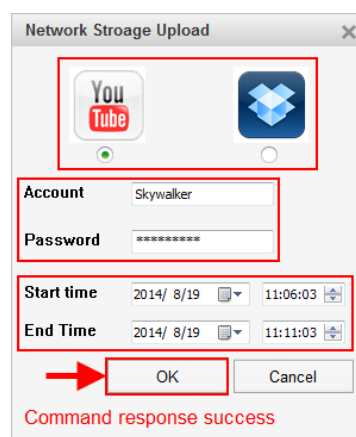 Network Stroage Upload
You
Tube
Account Skywalker
Password *********
Start time 2014/ 8/19 11:06:03
End Time 2014/ 8/19 11:11:03
OK Cancel
Command response success